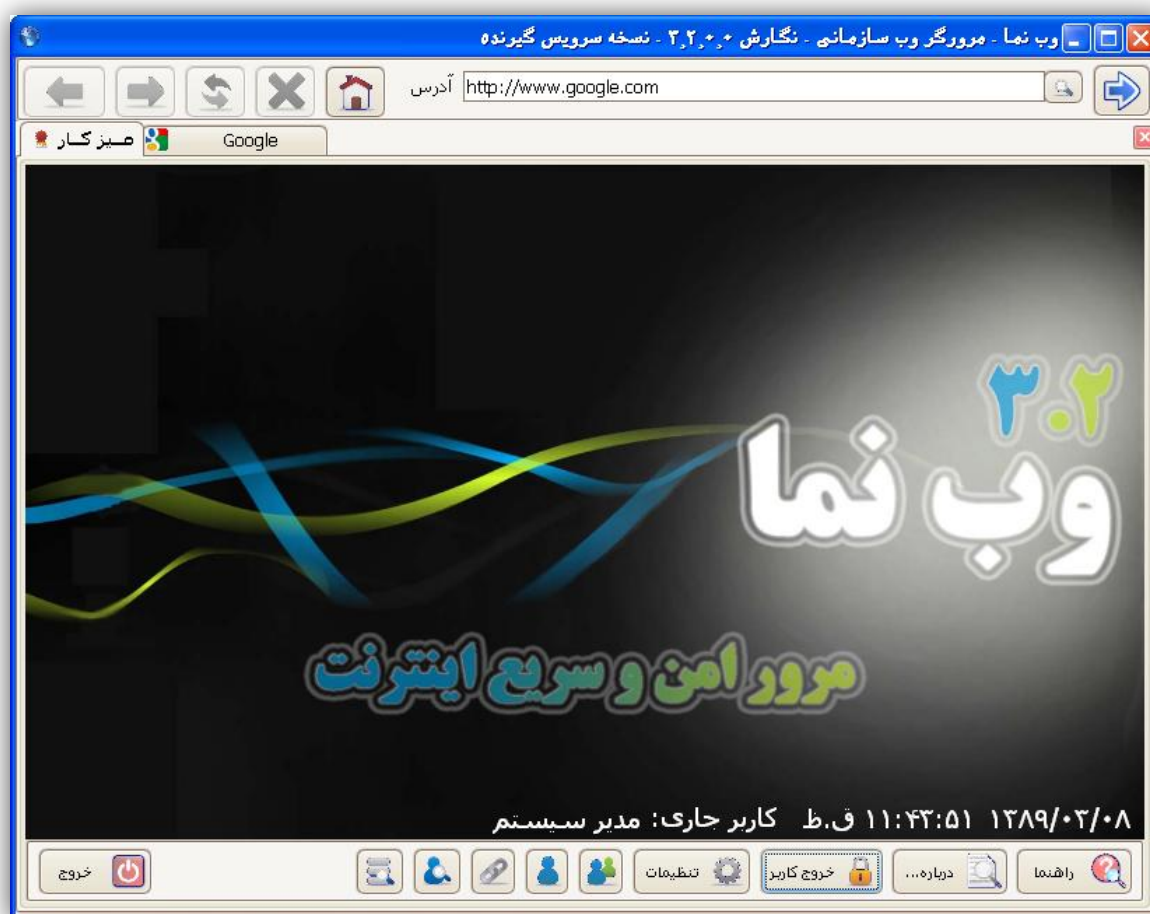 وب نما - مرورگر وب سازمانی - نگارش ۳,۲,۰,۰ - نسخه سرویس گیرنده
آدرس http://www.google.com
میز کار
Google
۳.۲
وب نما
مرور امن و سریع اینترنت
۱۳۸۹/۰۳/۰۸ ۱۱:۴۳:۵۱ ق.ظ کاربر جاری: مدیر سیستم
راهنما
درباره...
خروج کاربر
تنظیمات
خروج